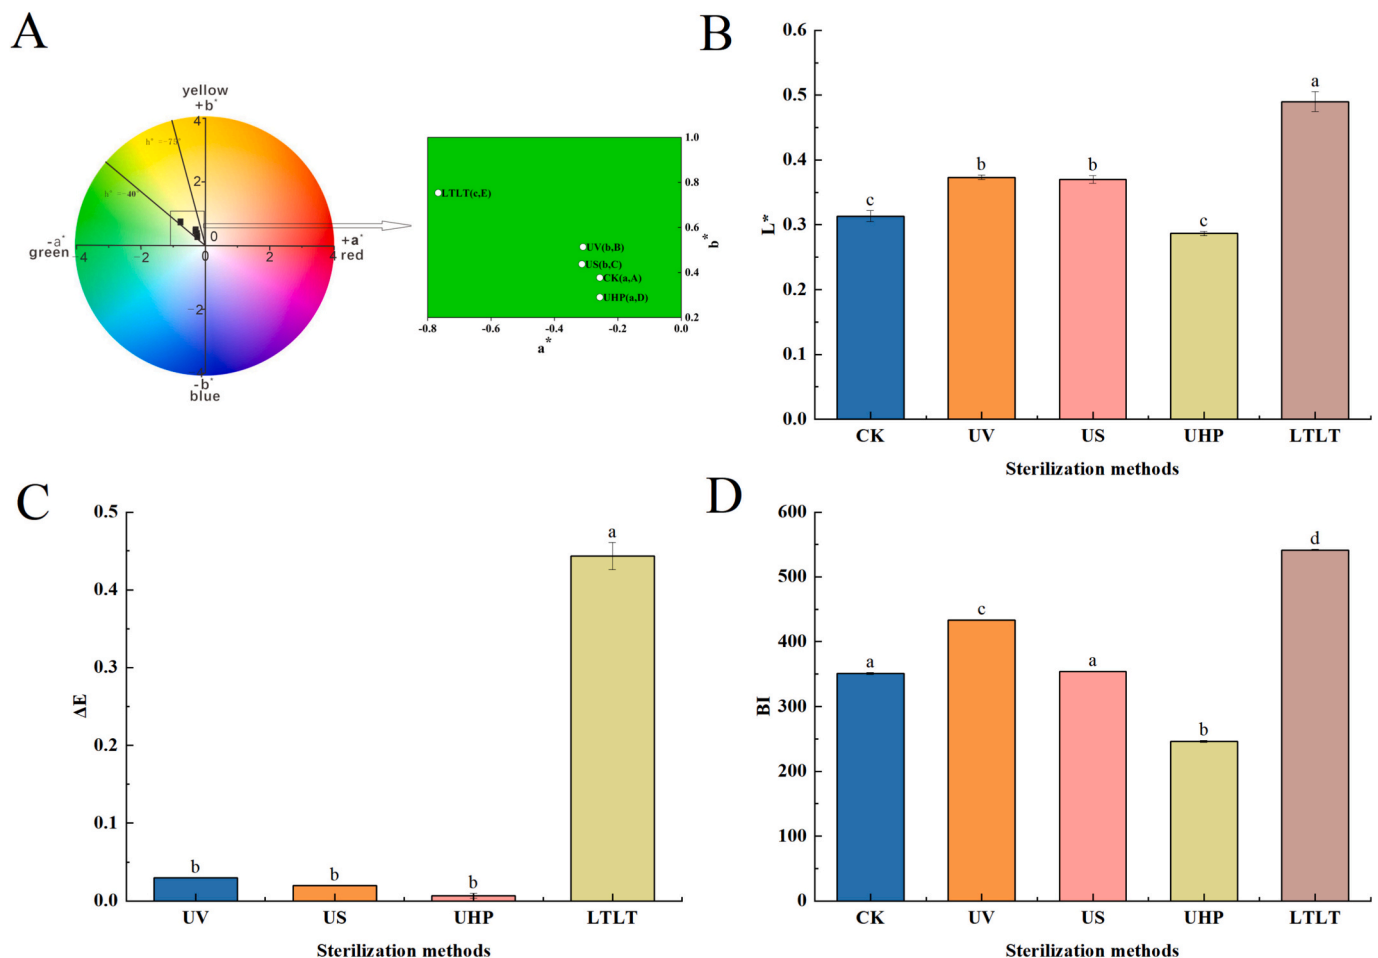 A
yellow
+b*
4
h° =-75°
h° =-40°
2
0
-a*
green
-4
-2
0
2
4
+a*
red
-2
-b*
blue
1.0
0.8
0.6
0.4
0.2
b*
LTLT(c,E)
UV(b,B)
US(b,C)
CK(a,A)
UHP(a,D)
-0.8
-0.6
-0.4
-0.2
0.0
a*
B
0.6
0.5
0.4
0.3
0.2
0.1
0.0
L*
c
b
b
c
a
CK
UV
US
UHP
LTLT
Sterilization methods
C
0.5
0.4
0.3
0.2
0.1
0.0
ΔE
b
b
b
a
UV
US
UHP
LTLT
Sterilization methods
D
600
500
400
300
200
100
0
BI
a
c
a
b
d
CK
UV
US
UHP
LTLT
Sterilization methods